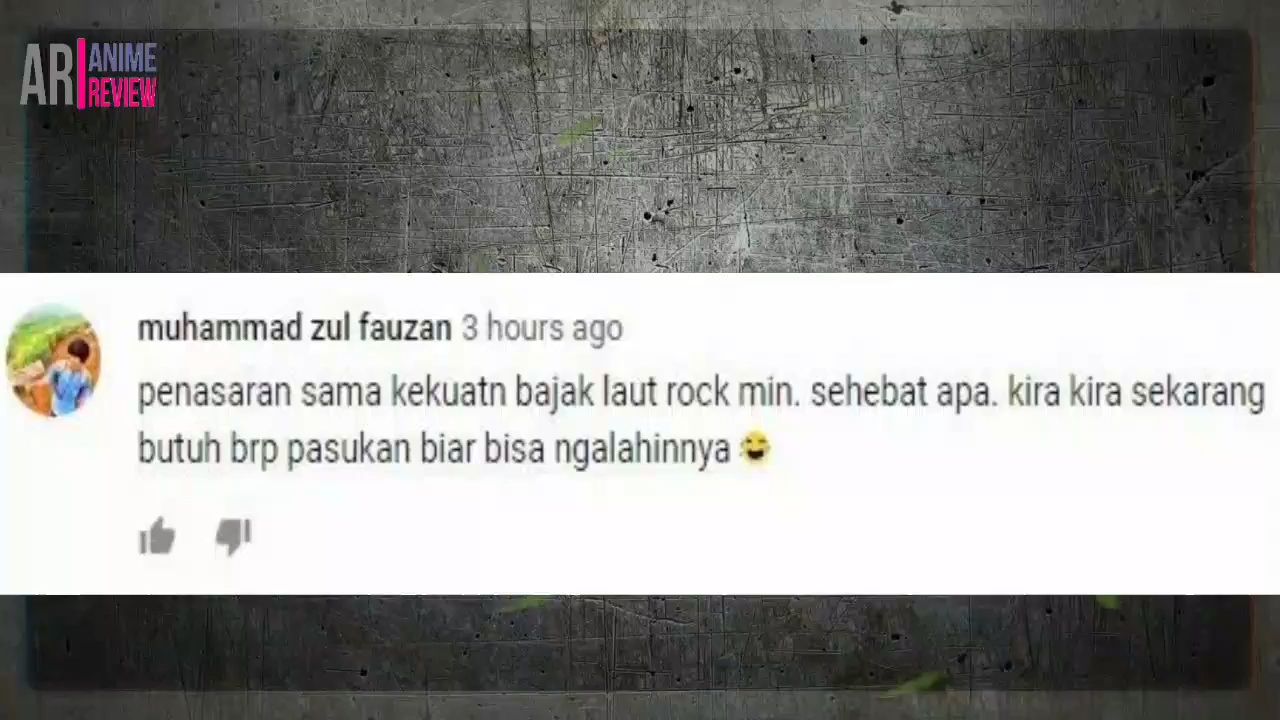 AR ANIME
REVIEW
muhammad zul fauzan 3 hours ago
penasaran sama kekuatn bajak laut rock min. sehebat apa. kira kira sekarang
butuh brp pasukan biar bisa ngalahinnya 😂